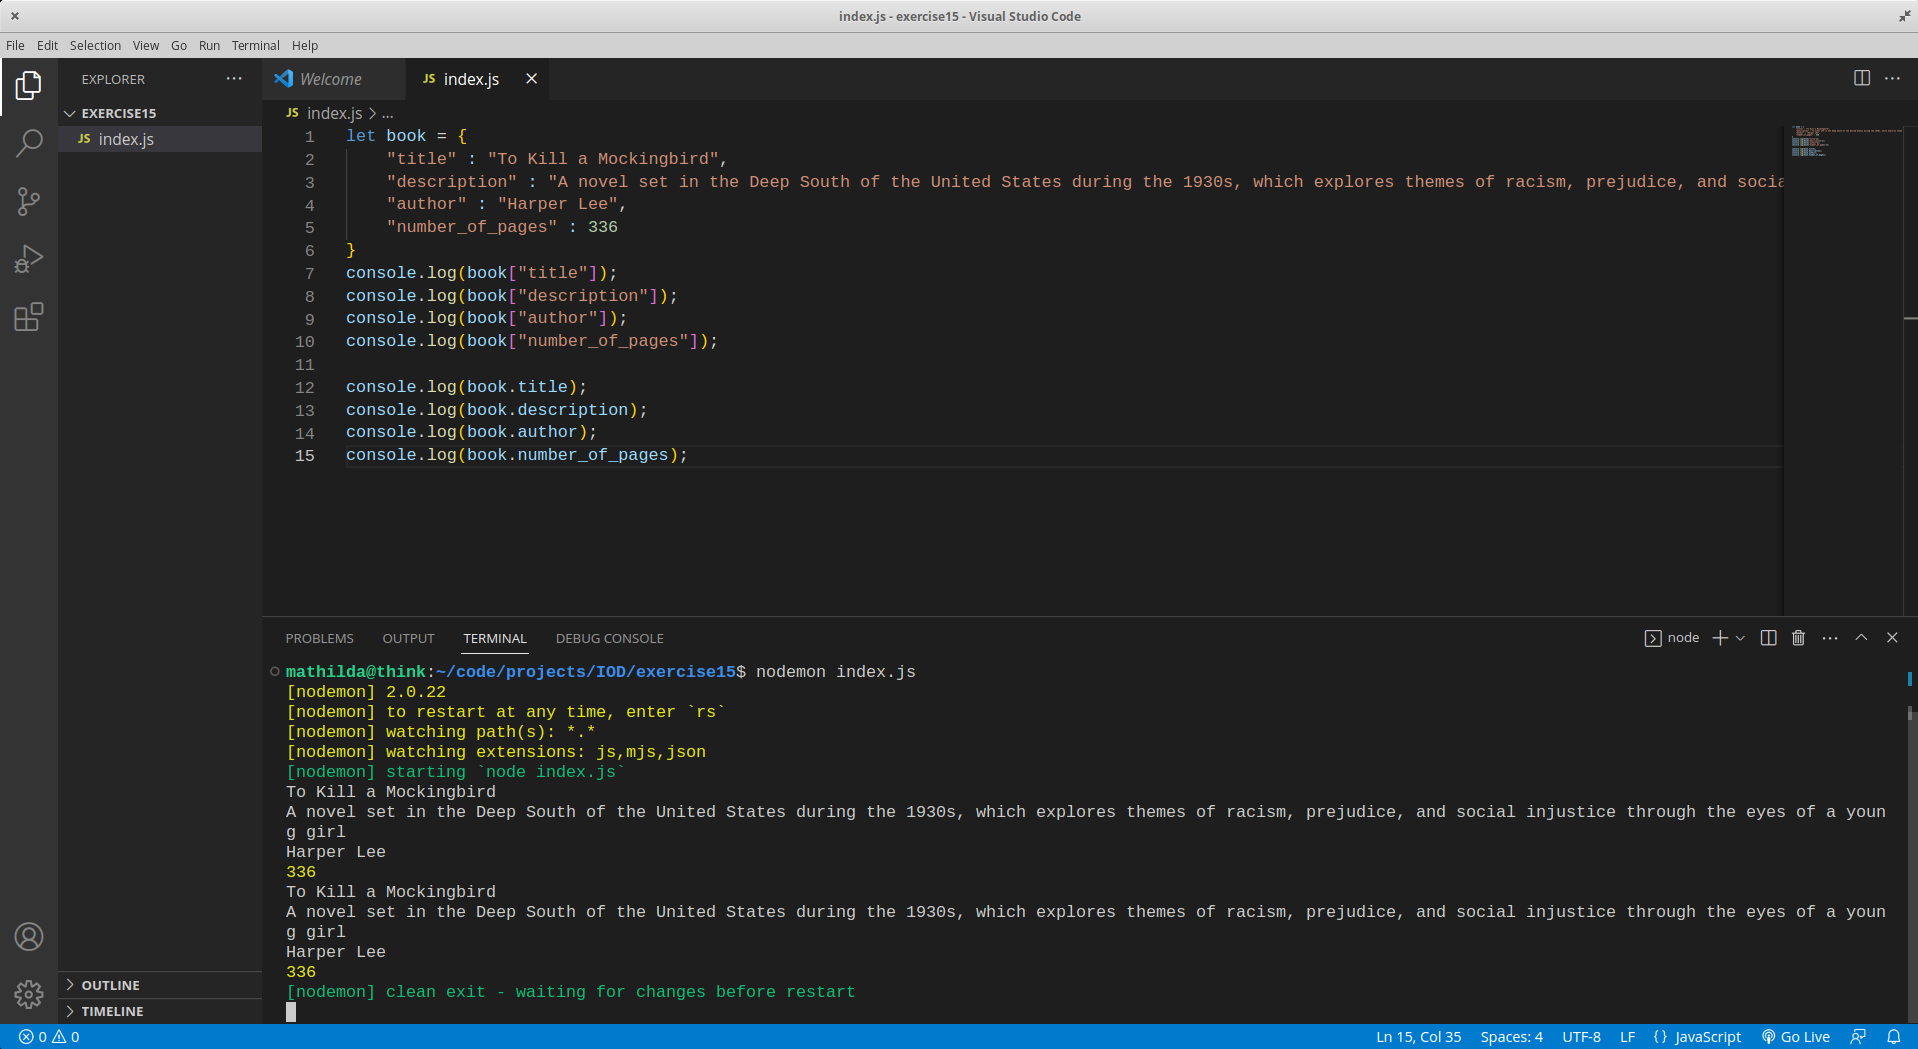 index.js - exercise15 - Visual Studio Code
File Edit Selection View Go Run Terminal Help
EXPLORER ···
EXERCISE15
JS index.js
OUTLINE
TIMELINE
Welcome JS index.js
JS index.js > ...
1 let book = {
2 "title" : "To Kill a Mockingbird",
3 "description" : "A novel set in the Deep South of the United States during the 1930s, which explores themes of racism, prejudice, and socia
4 "author" : "Harper Lee",
5 "number_of_pages" : 336
6 }
7 console.log(book["title"]);
8 console.log(book["description"]);
9 console.log(book["author"]);
10 console.log(book["number_of_pages"]);
11
12 console.log(book.title);
13 console.log(book.description);
14 console.log(book.author);
15 console.log(book.number_of_pages);
PROBLEMS OUTPUT TERMINAL DEBUG CONSOLE node
mathilda@think:~/code/projects/IOD/exercise15$ nodemon index.js
[nodemon] 2.0.22
[nodemon] to restart at any time, enter `rs`
[nodemon] watching path(s): *.*
[nodemon] watching extensions: js,mjs,json
[nodemon] starting `node index.js`
To Kill a Mockingbird
A novel set in the Deep South of the United States during the 1930s, which explores themes of racism, prejudice, and social injustice through the eyes of a youn
g girl
Harper Lee
336
To Kill a Mockingbird
A novel set in the Deep South of the United States during the 1930s, which explores themes of racism, prejudice, and social injustice through the eyes of a youn
g girl
Harper Lee
336
[nodemon] clean exit - waiting for changes before restart
0 0 Ln 15, Col 35 Spaces: 4 UTF-8 LF {} JavaScript Go Live